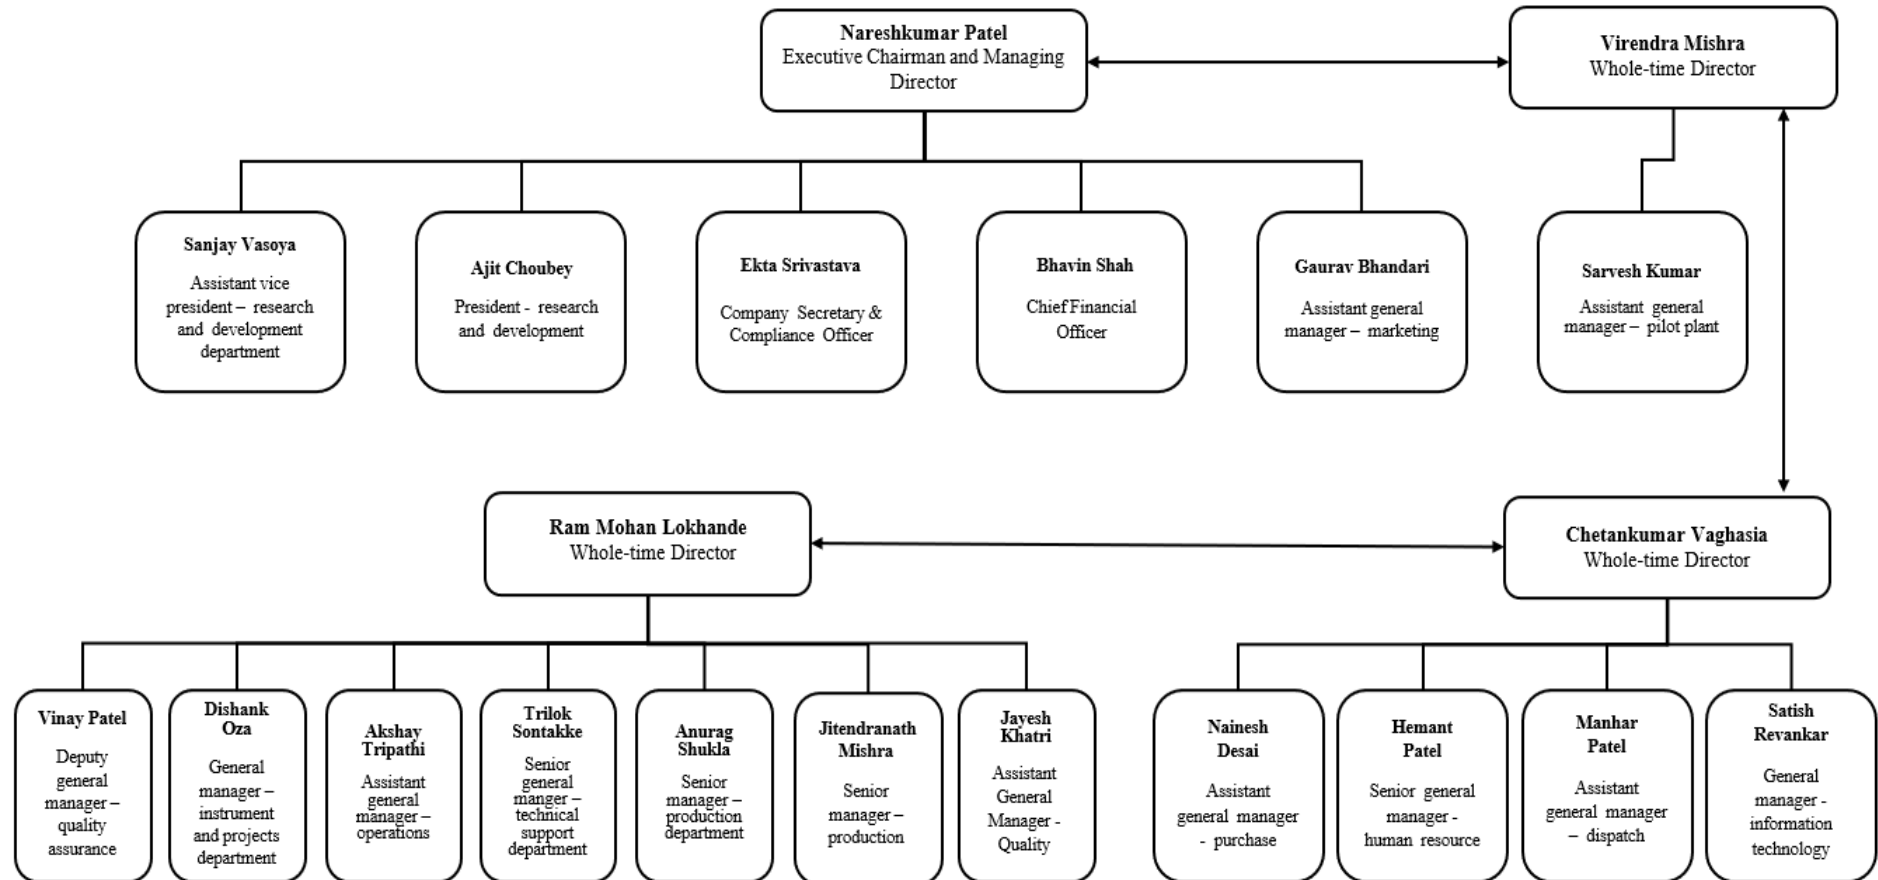 Nareshkumar Patel
Executive Chairman and Managing
Director
Virendra Mishra
Whole-time Director
Sanjay Vasoya
Assistant vice
president – research
and development
department
Ajit Choubey
President - research
and development
Ekta Srivastava
Company Secretary &
Compliance Officer
Bhavin Shah
Chief Financial
Officer
Gaurav Bhandari
Assistant general
manager – marketing
Sarvesh Kumar
Assistant general
manager – pilot plant
Ram Mohan Lokhande
Whole-time Director
Chetankumar Vaghasia
Whole-time Director
Vinay Patel
Deputy
general
manager –
quality
assurance
Dishank
Oza
General
manager –
instrument
and projects
department
Akshay
Tripathi
Assistant
general
manager –
operations
Trilok
Sontakke
Senior
general
manger –
technical
support
department
Anurag
Shukla
Senior
manager –
production
department
Jitendranath
Mishra
Senior
manager –
production
Jayesh
Khatri
Assistant
General
Manager -
Quality
Nainesh
Desai
Assistant
general manager
- purchase
Hemant
Patel
Senior general
manager -
human resource
Manhar
Patel
Assistant
general manager
– dispatch
Satish
Revankar
General
manager -
information
technology